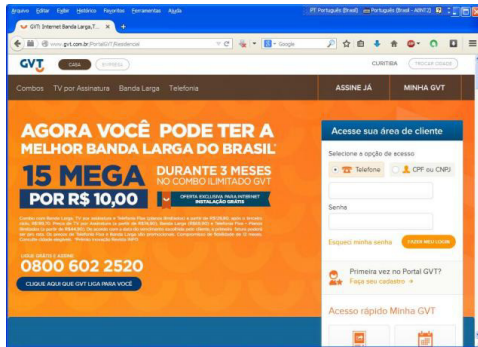 Arquivo Editar Exibir Histórico Favoritos Ferramentas Ajuda
PT Português (Brasil) Português (Brasil - ABNT2)
GVT: Internet Banda Larga,T...
www.gvt.com.br/PortalGVT/Residencial
Google
GVT
CASA
EMPRESA
CURITIBA
TROCAR CIDADE
Combos TV por Assinatura Banda Larga Telefonia
ASSINE JÁ
MINHA GVT
AGORA VOCÊ PODE TER A
MELHOR BANDA LARGA DO BRASIL
15 MEGA
POR R$ 10,00
DURANTE 3 MESES
NO COMBO ILIMITADO GVT
OFERTA EXCLUSIVA PARA INTERNET
INSTALAÇÃO GRÁTIS
LIGUE GRÁTIS E ASSINE
0800 602 2520
CLIQUE AQUI QUE GVT LIGA PARA VOCÊ
Acesse sua área de cliente
Selecione a opção de acesso
Telefone
CPF ou CNPJ
Senha
Esqueci minha senha
FAZER MEU LOGIN
Primeira vez no Portal GVT?
Faça seu cadastro
Acesso rápido Minha GVT